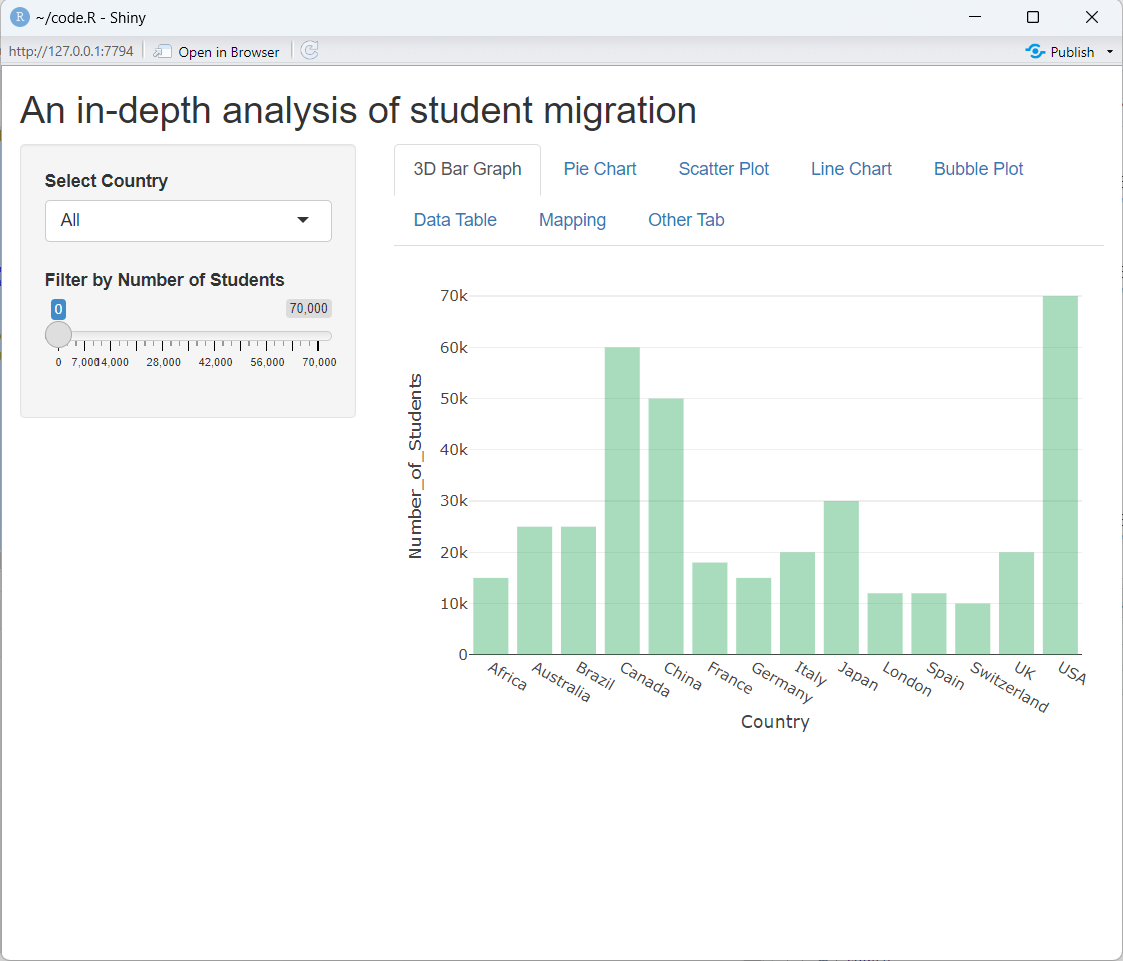 R ~/code.R - Shiny
http://127.0.0.1:7794 Open in Browser Publish
An in-depth analysis of student migration
Select Country
All
Filter by Number of Students
0 70,000
0 7,000 14,000 28,000 42,000 56,000 70,000
3D Bar Graph Pie Chart Scatter Plot Line Chart Bubble Plot
Data Table Mapping Other Tab
70k
60k
50k
40k
30k
20k
10k
0
Number_of_Students
Africa Australia Brazil Canada China France Germany Italy Japan London Spain Switzerland UK USA
Country